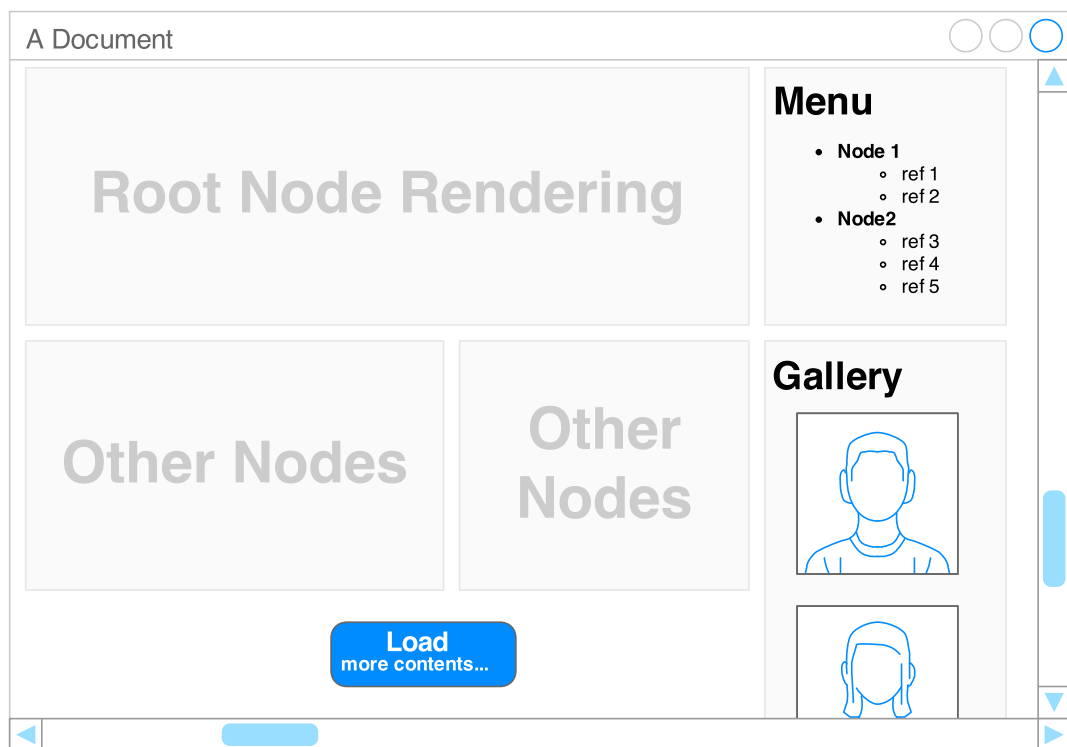 A Document
Root Node Rendering
Menu
Node 1
ref 1
ref 2
Node2
ref 3
ref 4
ref 5
Other Nodes
Other
Nodes
Gallery
Load
more contents...